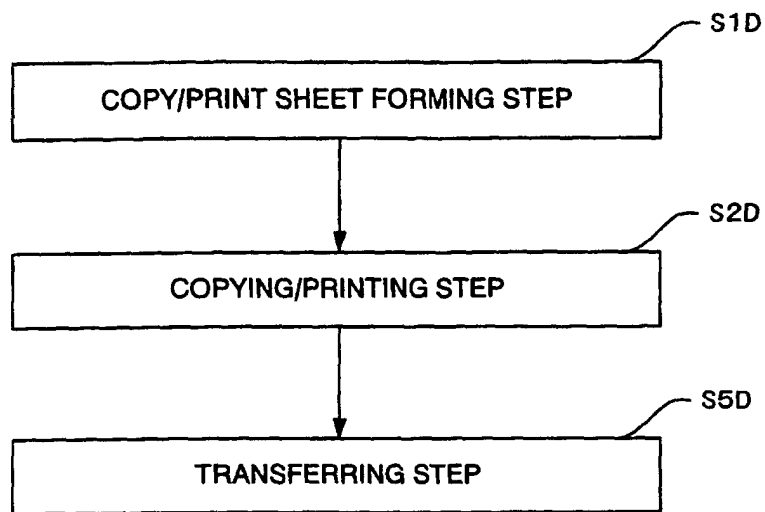 S1D
COPY/PRINT SHEET FORMING STEP
S2D
COPYING/PRINTING STEP
S5D
TRANSFERRING STEP